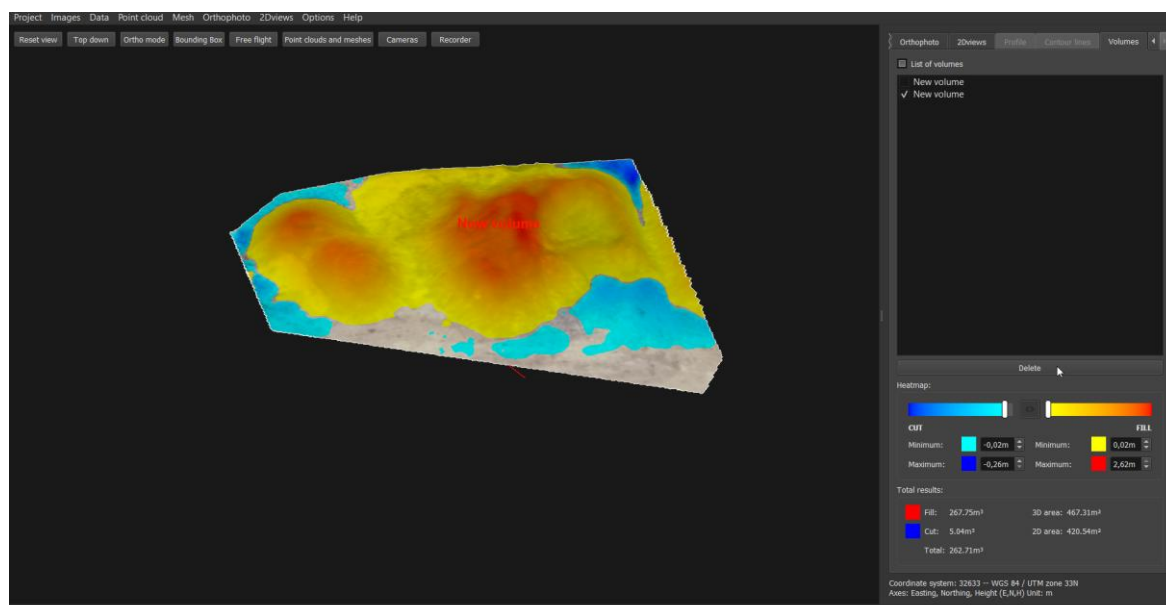 Project Images Data Point cloud Mesh Orthophoto 2Dviews Options Help
Reset view Top down Ortho mode Bounding Box Free flight Point clouds and meshes Cameras Recorder
Orthophoto 2Dviews Profile Contour lines Volumes
List of volumes
New volume
New volume
New volume
Delete
Heatmap:
CUT FILL
Minimum: -0,02m Minimum: 0,02m
Maximum: -0,26m Maximum: 2,62m
Total results:
Fill: 267.75m³ 3D area: 467.31m²
Cut: 5.04m³ 2D area: 420.54m²
Total: 262.71m³
Coordinate system: 32633 -- WGS 84 / UTM zone 33N
Axes: Easting, Northing, Height (E,N,H) Unit: m